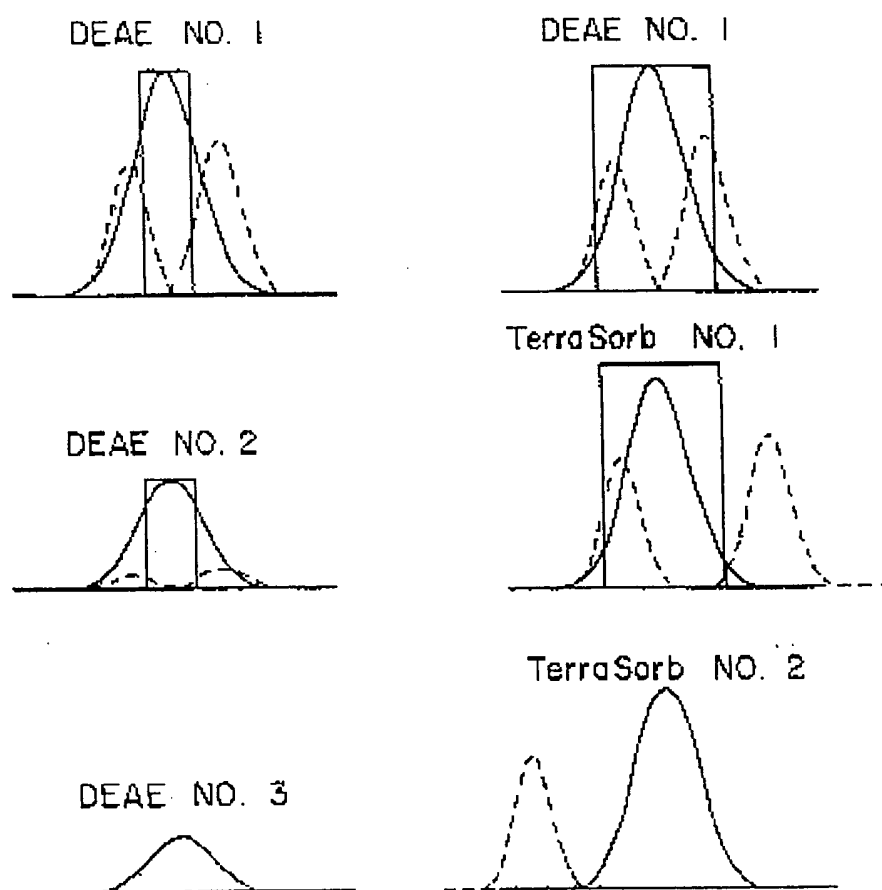 DEAE NO. 1
DEAE NO. 2
DEAE NO. 3
DEAE NO. 1
TerraSorb NO. 1
TerraSorb NO. 2